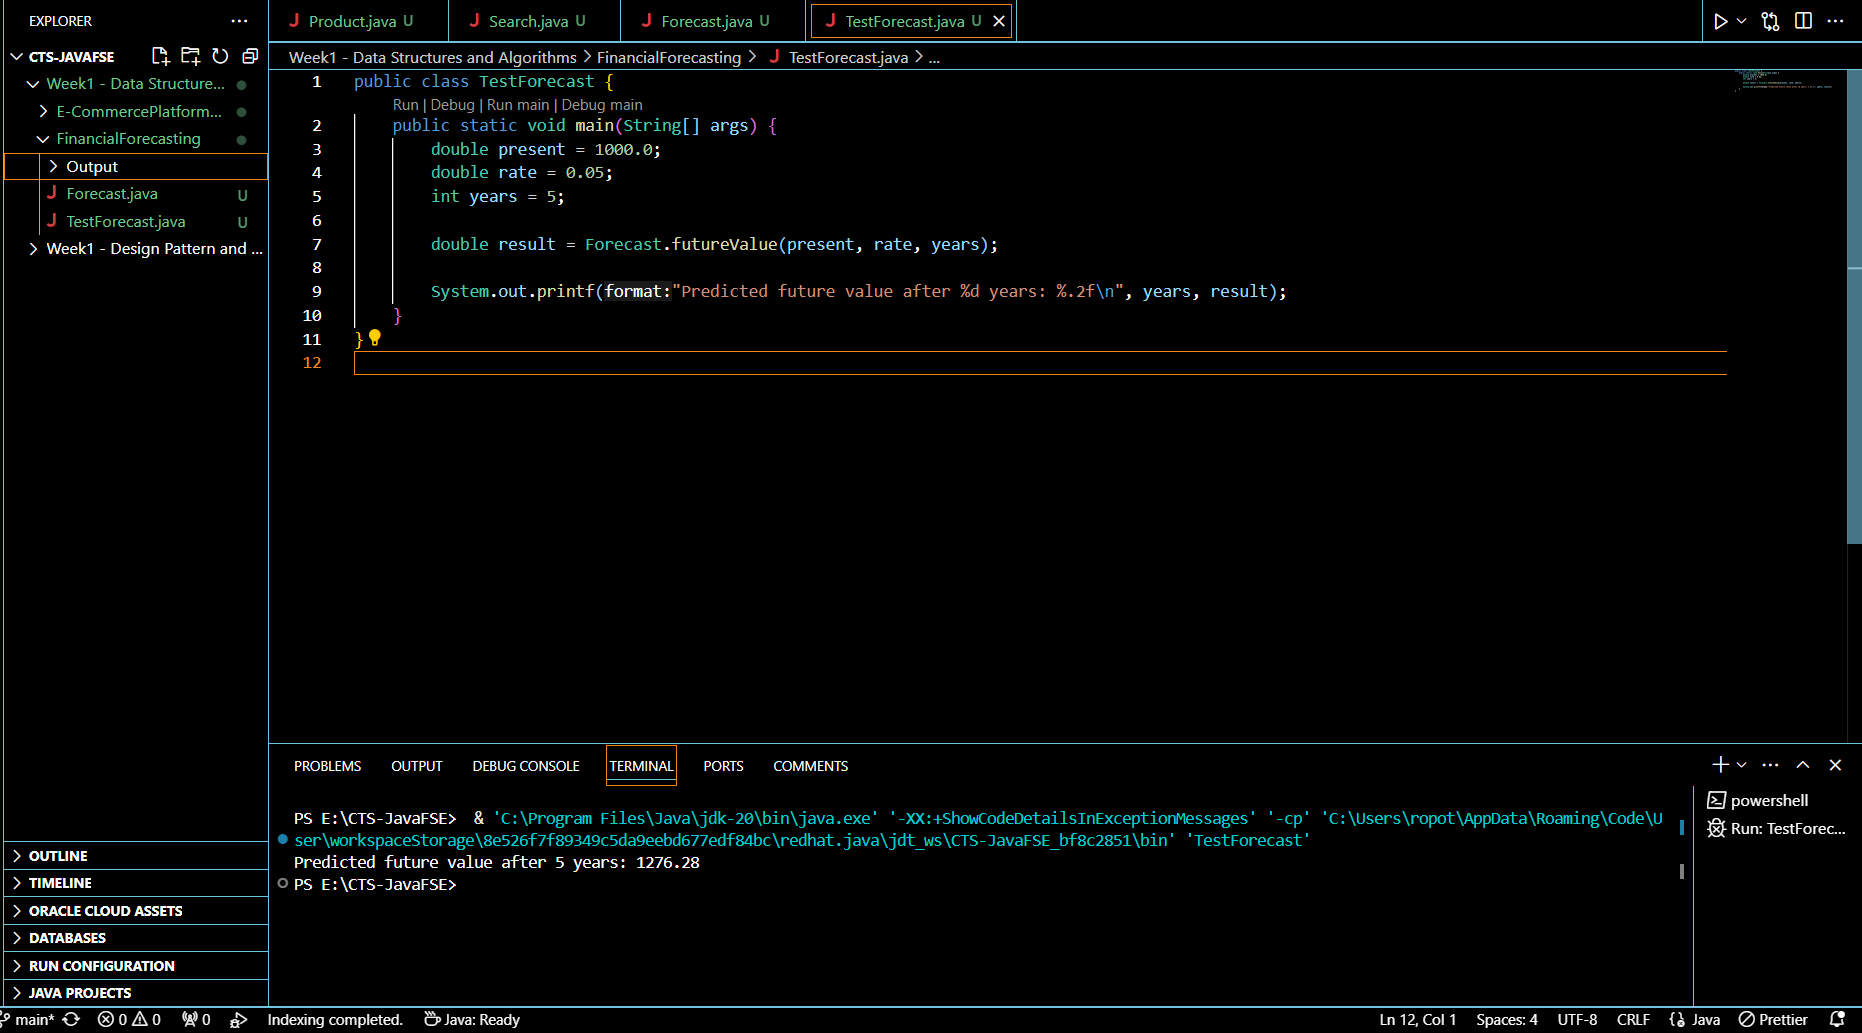 EXPLORER
CTS-JAVAFSE
Week1 - Data Structure...
E-CommercePlatform...
FinancialForecasting
Output
Forecast.java U
TestForecast.java U
Week1 - Design Pattern and ...
OUTLINE
TIMELINE
ORACLE CLOUD ASSETS
DATABASES
RUN CONFIGURATION
JAVA PROJECTS
Product.java U
Search.java U
Forecast.java U
TestForecast.java U
Week1 - Data Structures and Algorithms > FinancialForecasting > TestForecast.java > ...
1 public class TestForecast {
Run | Debug | Run main | Debug main
2 public static void main(String[] args) {
3 double present = 1000.0;
4 double rate = 0.05;
5 int years = 5;
6
7 double result = Forecast.futureValue(present, rate, years);
8
9 System.out.printf(format:"Predicted future value after %d years: %.2f\n", years, result);
10 }
11 }
12
PROBLEMS OUTPUT DEBUG CONSOLE TERMINAL PORTS COMMENTS
PS E:\CTS-JavaFSE> & 'C:\Program Files\Java\jdk-20\bin\java.exe' '-XX:+ShowCodeDetailsInExceptionMessages' '-cp' 'C:\Users\ropot\AppData\Roaming\Code\U
ser\workspaceStorage\8e526f7f89349c5da9eebd677edf84bc\redhat.java\jdt_ws\CTS-JavaFSE_bf8c2851\bin' 'TestForecast'
Predicted future value after 5 years: 1276.28
PS E:\CTS-JavaFSE>
powershell
Run: TestForec...
main* 0 0 0 Indexing completed. Java: Ready Ln 12, Col 1 Spaces: 4 UTF-8 CRLF Java Prettier